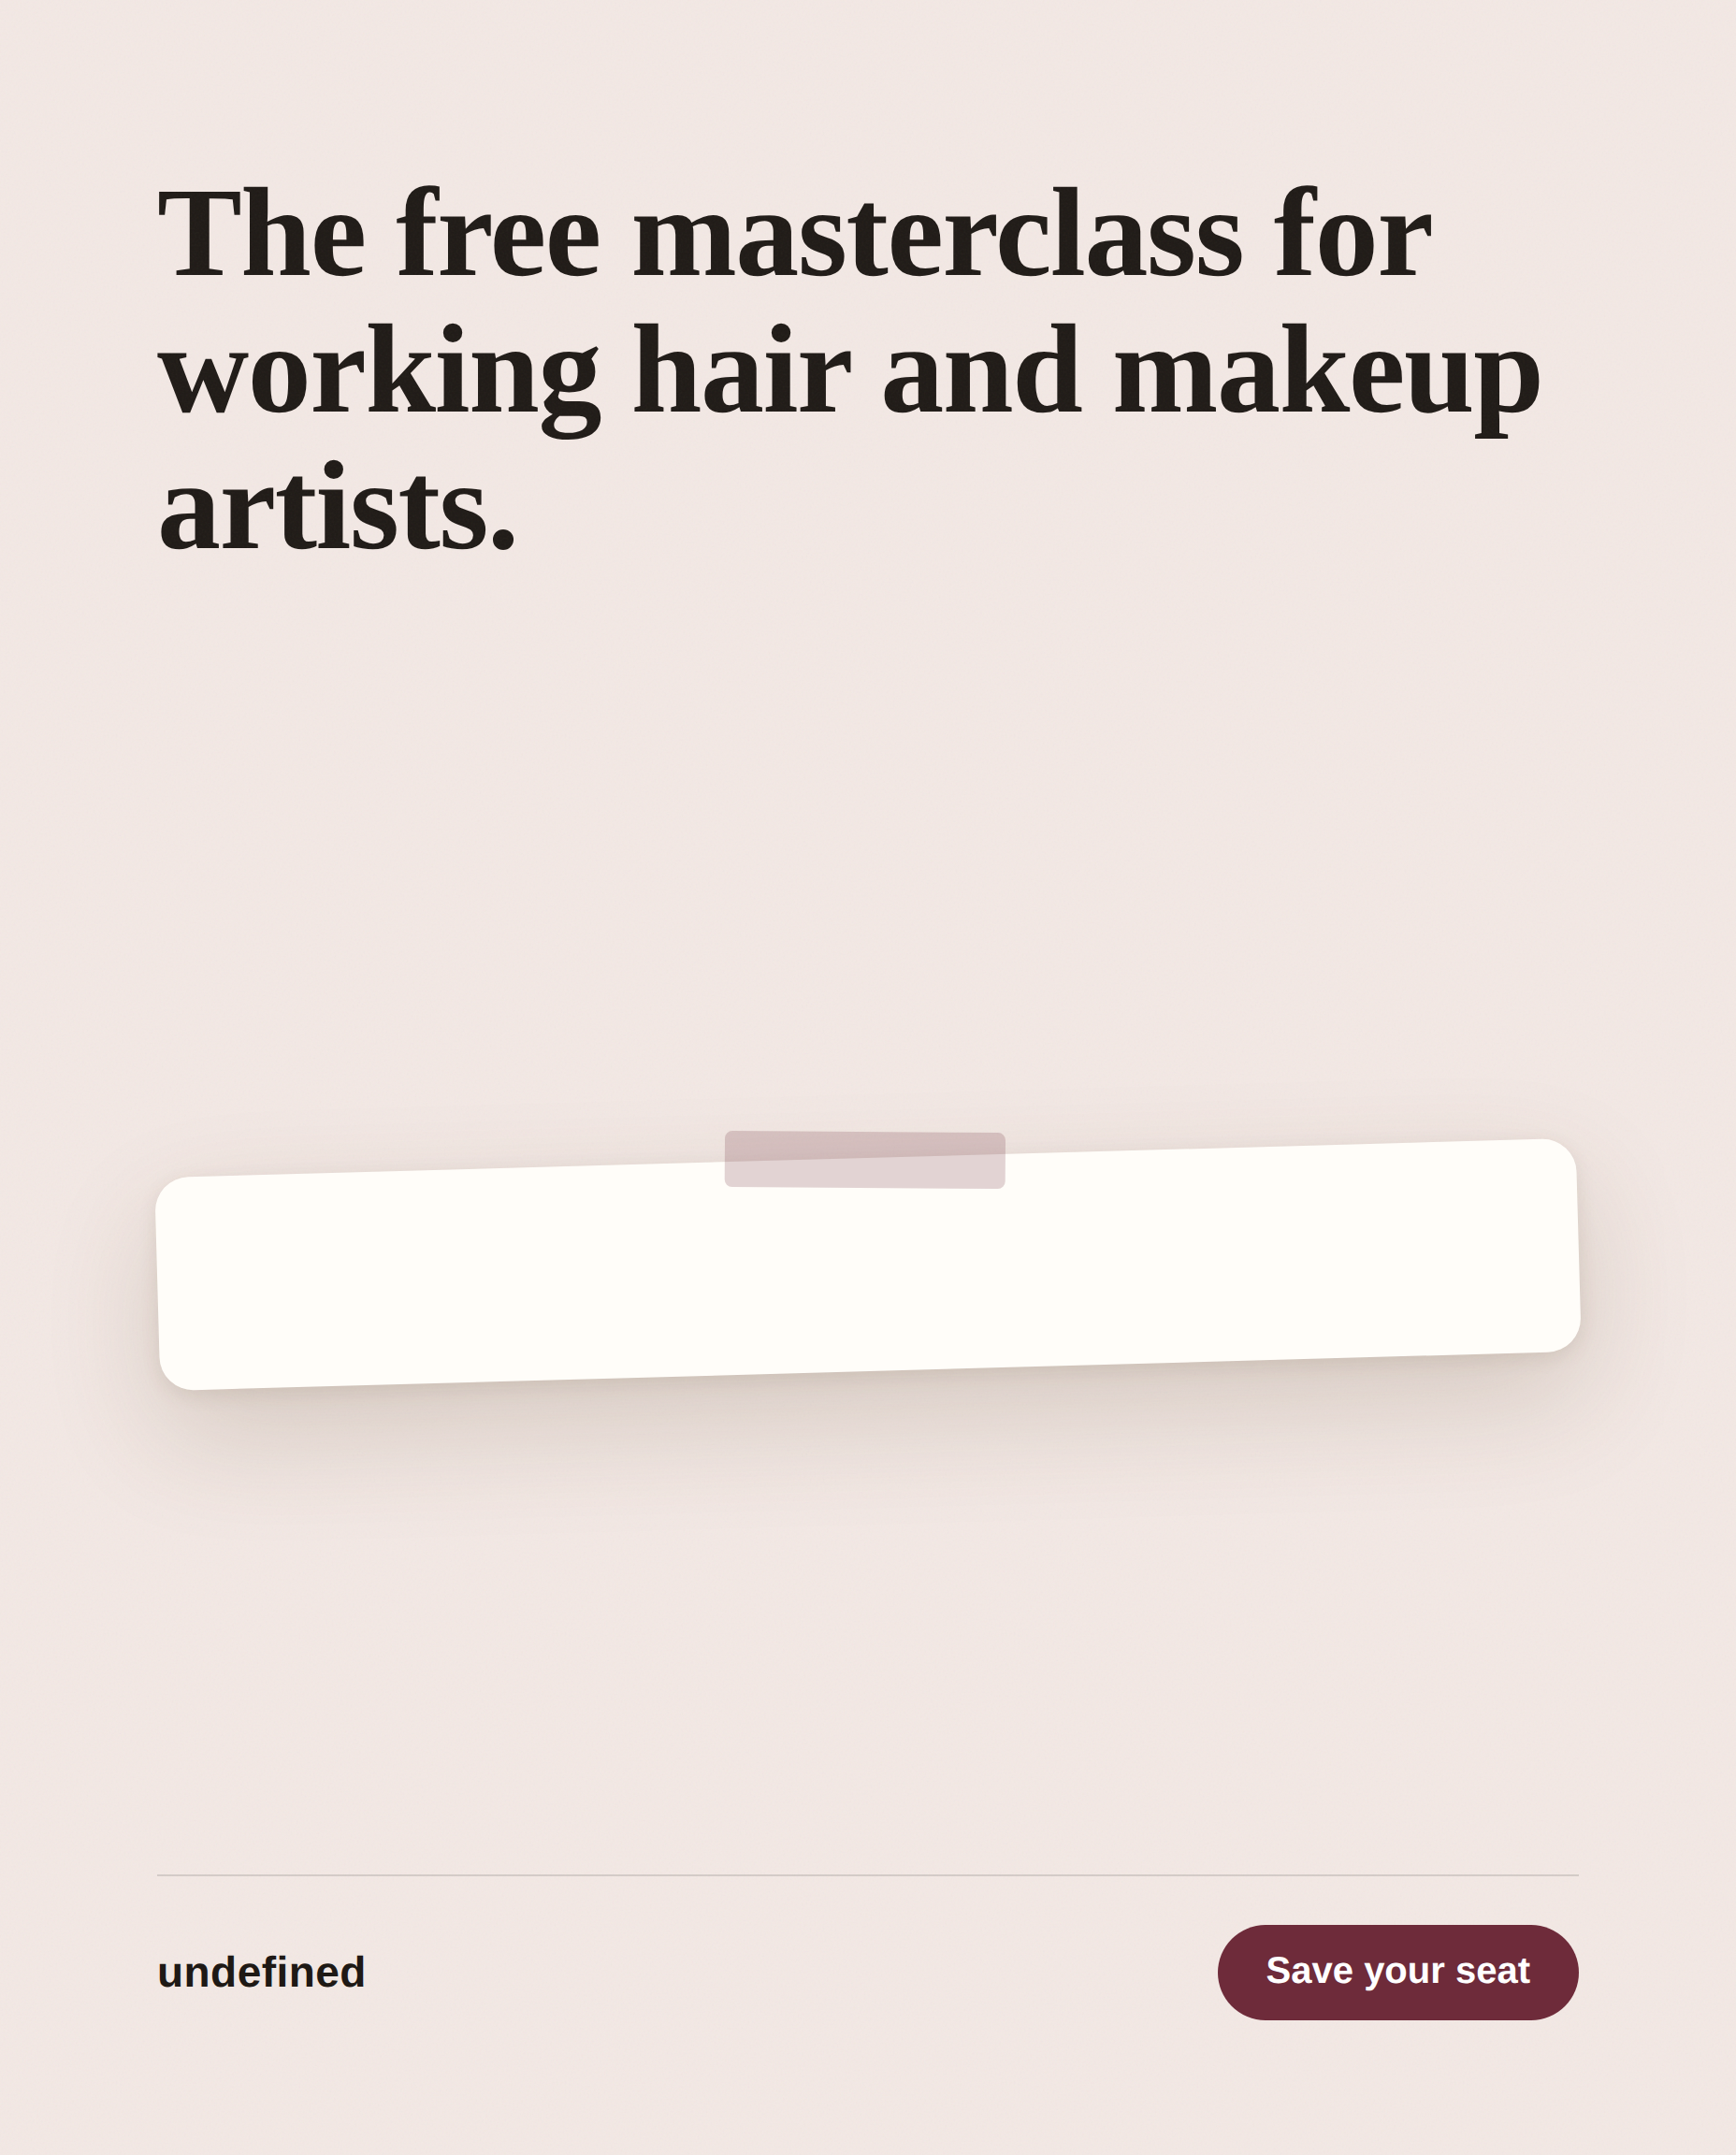 The free masterclass for
working hair and makeup
artists.
undefined
Save your seat